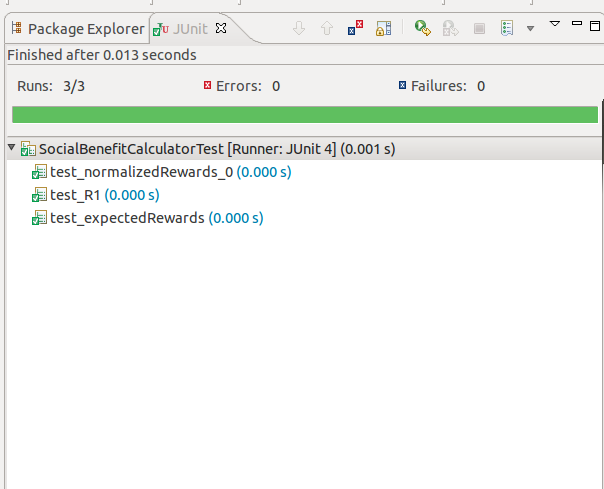 Package Explorer JUnit
Finished after 0.013 seconds
Runs: 3/3 Errors: 0 Failures: 0
SocialBenefitCalculatorTest [Runner: JUnit 4] (0.001 s)
test_normalizedRewards_0 (0.000 s)
test_R1 (0.000 s)
test_expectedRewards (0.000 s)